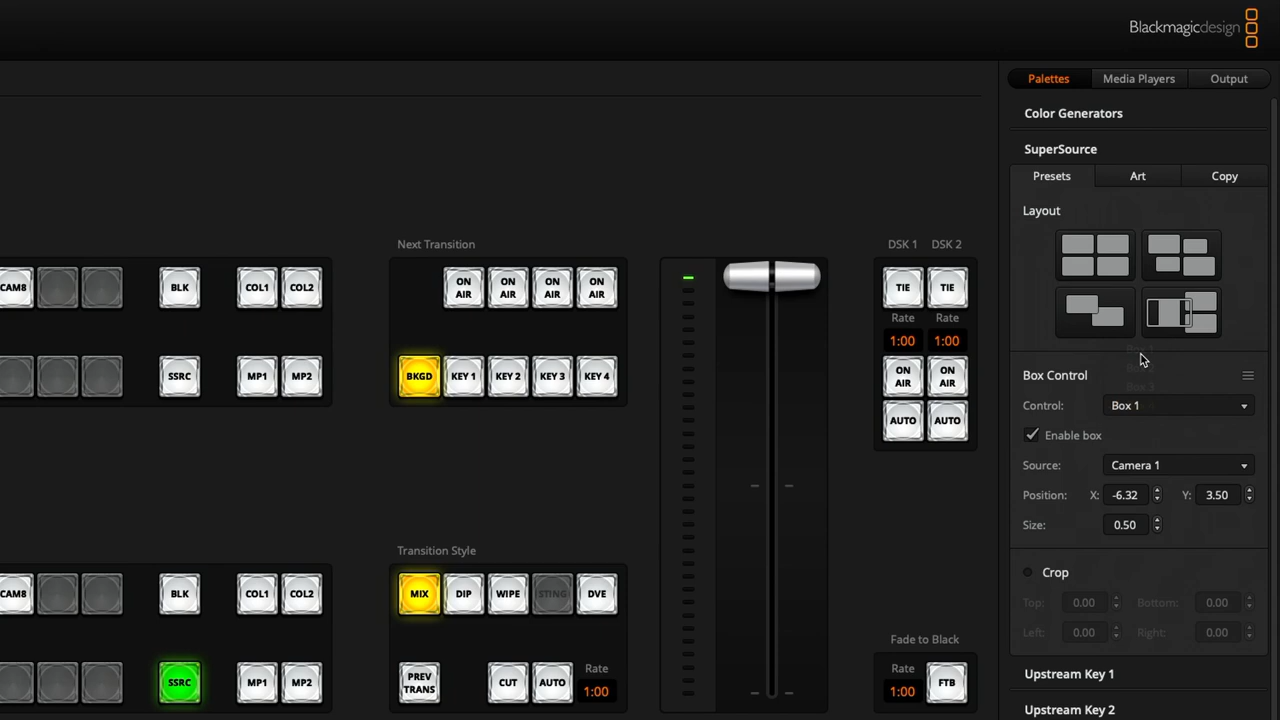 Blackmagicdesign
Palettes Media Players Output
Color Generators
SuperSource
Presets Art Copy
Layout
Next Transition
DSK 1 DSK 2
CAM8 BLK COL1 COL2
ON AIR ON AIR ON AIR ON AIR
TIE TIE
Rate Rate
1:00 1:00
SSRC MP1 MP2
BKGD KEY 1 KEY 2 KEY 3 KEY 4
ON AIR ON AIR
AUTO AUTO
Box 3
Box Control
Control: Box 1
Enable box
Source: Camera 1
Position: X: -6.32 Y: 3.50
Size: 0.50
Crop
Top: 0.00 Bottom: 0.00
Left: 0.00 Right: 0.00
Upstream Key 1
Upstream Key 2
Transition Style
CAM8 BLK COL1 COL2
MIX DIP WIPE STING DVE
SSRC MP1 MP2
PREV TRANS CUT AUTO
Rate
1:00
Fade to Black
Rate
1:00
FTB